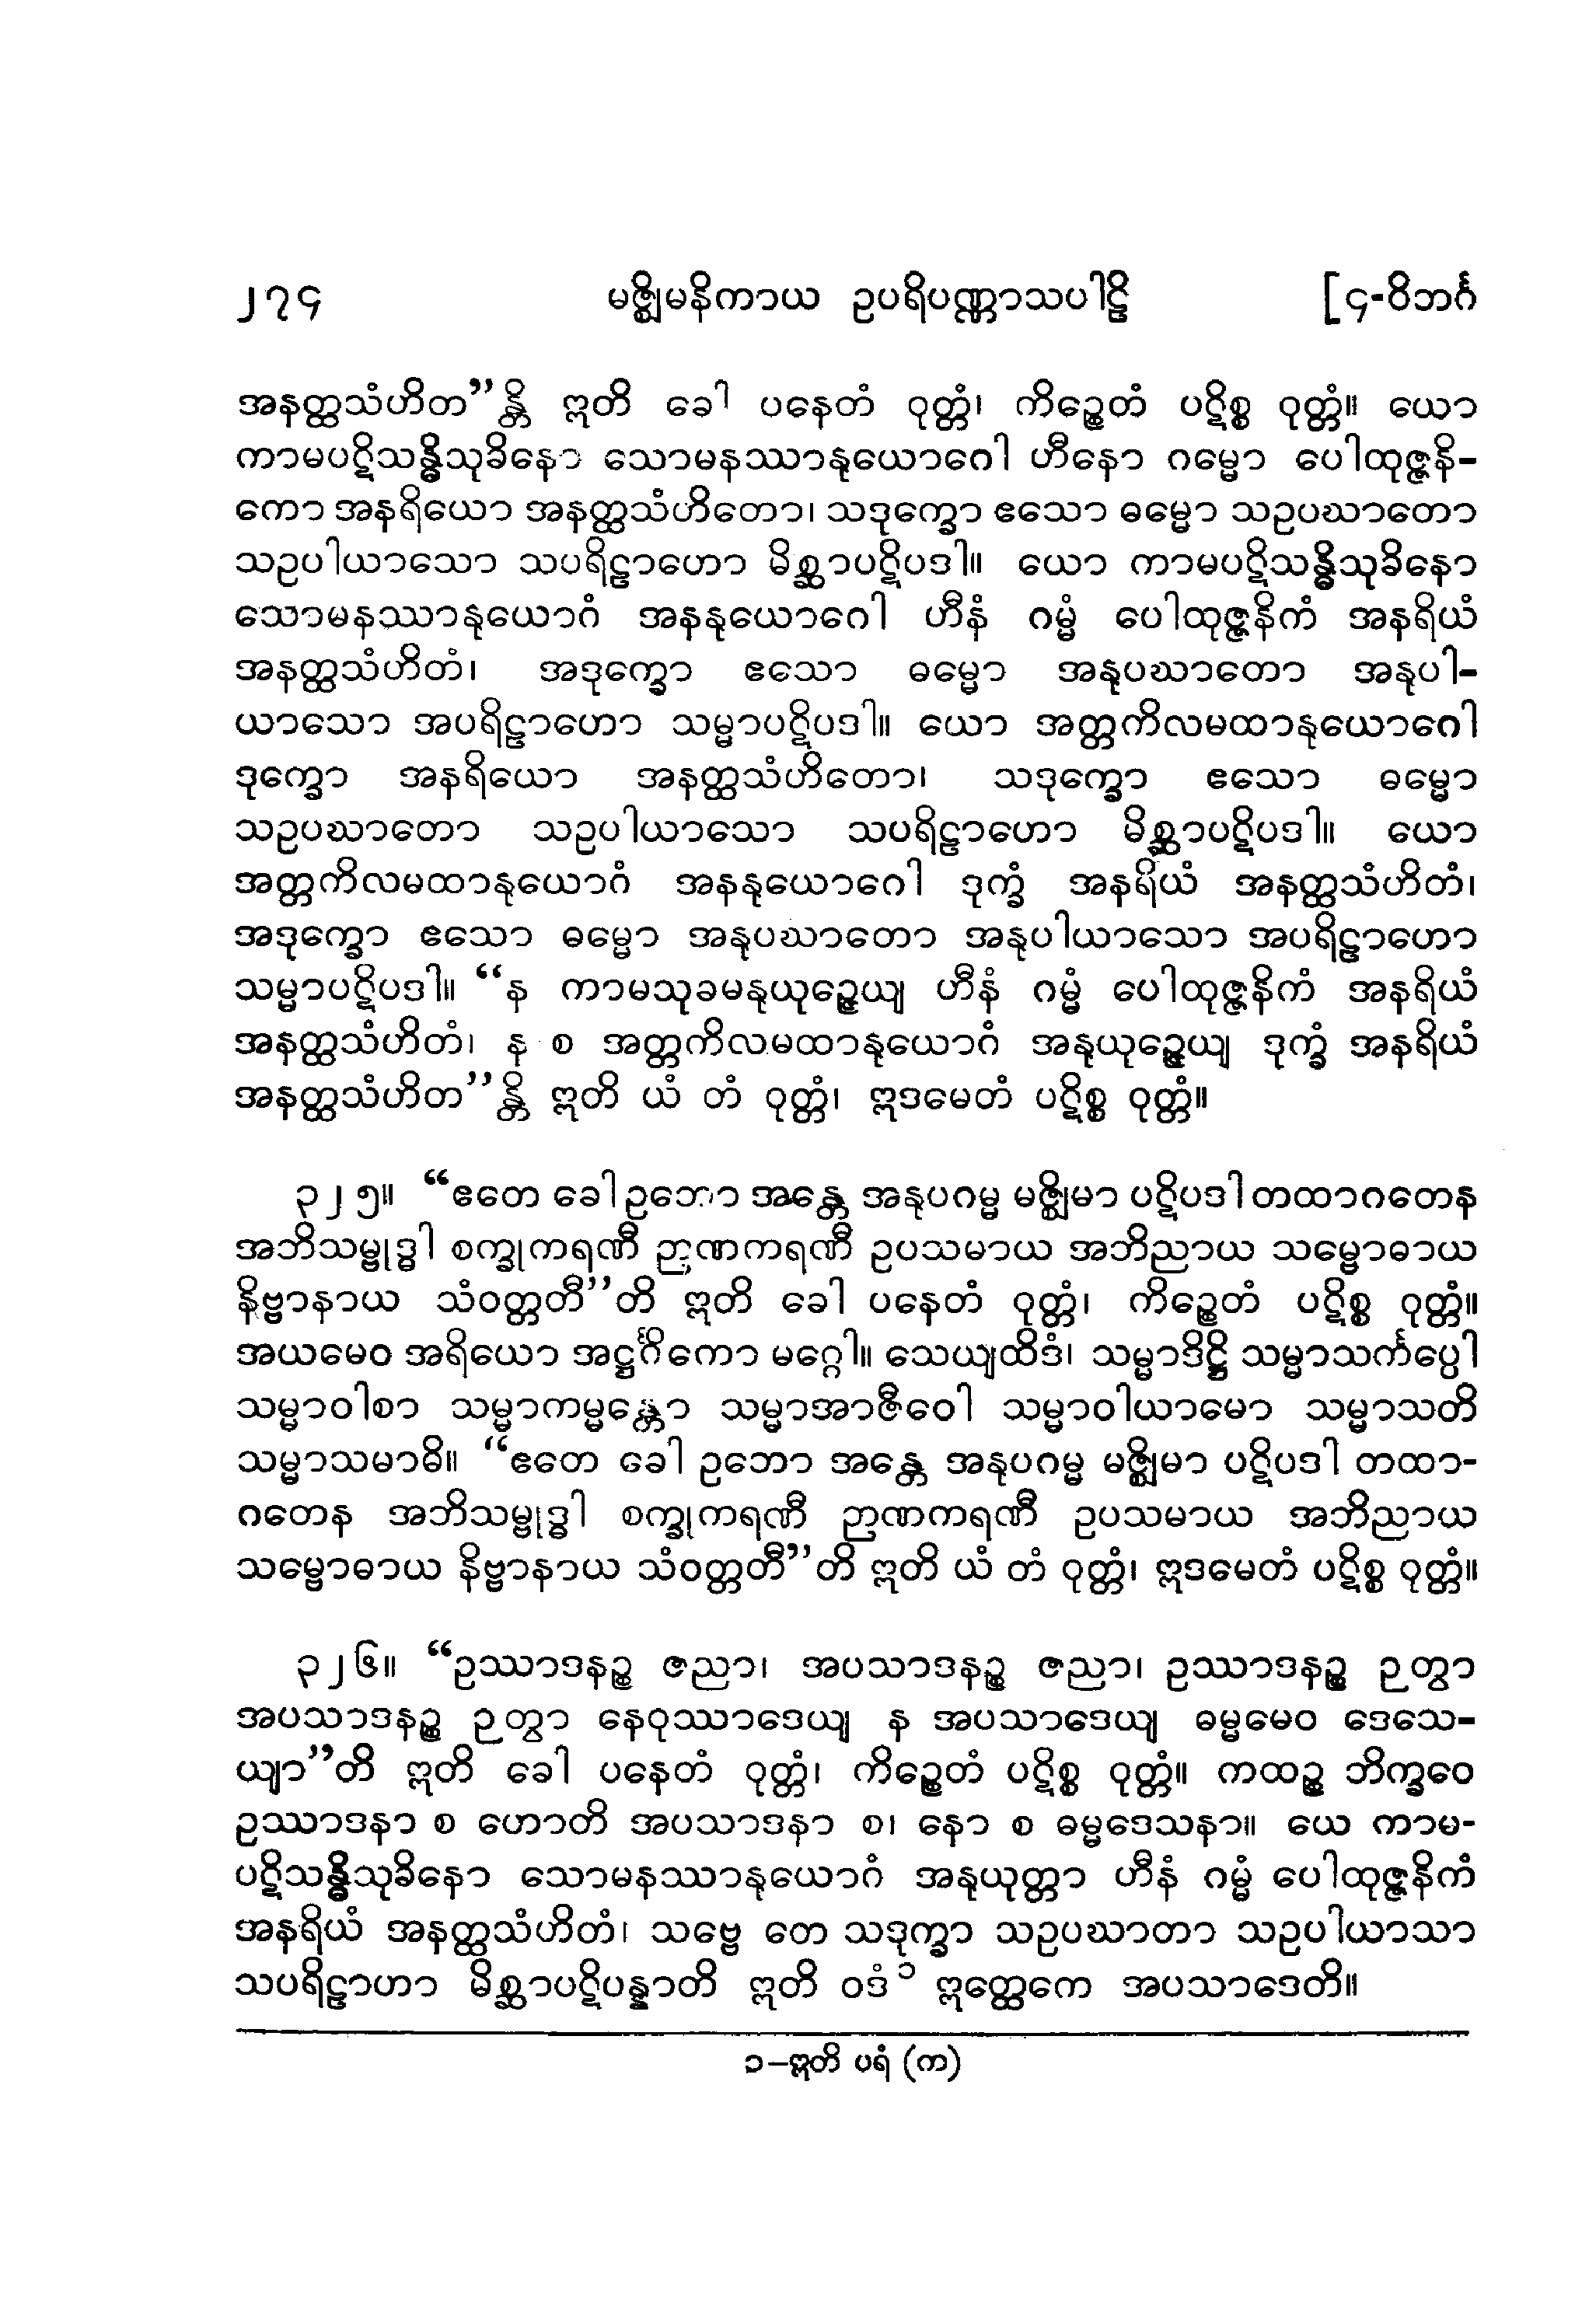 ၂၇၄ မဇ္ဈိမနိကာယ ဥပရိပဏ္ဏာသပါဠိ [၄-ဝိဘင်္ဂ
အနတ္ထသံဟိတ”န္တိ ဣတိ ခေါ ပနေတံ ဝုတ္တံ၊ ကိဉ္စေတံ ပဋိစ္စ ဝုတ္တံ။ ယော
ကာမပဋိသန္ဓိသုခိနော သောမနဿာနုယောဂေါ ဟီနော ဂမ္မော ပေါထုဇ္ဇနိ-
ကော အနရိယော အနတ္ထသံဟိတော၊ သဒုက္ခော ဧသော ဓမ္မော သဥပဃာတော
သဥပါယာသော သပရိဠာဟော မိစ္ဆာပဋိပဒါ။ ယော ကာမပဋိသန္ဓိသုခိနော
သောမနဿာနုယောဂံ အနနုယောဂေါ ဟီနံ ဂမ္မံ ပေါထုဇ္ဇနိကံ အနရိယံ
အနတ္ထသံဟိတံ၊ အဒုက္ခော ဧသော ဓမ္မော အနုပဃာတော အနုပါ-
ယာသော အပရိဠာဟော သမ္မာပဋိပဒါ။ ယော အတ္တကိလမထာနုယောဂေါ
ဒုက္ခော အနရိယော အနတ္ထသံဟိတော၊ သဒုက္ခော ဧသော ဓမ္မော
သဥပဃာတော သဥပါယာသော သပရိဠာဟော မိစ္ဆာပဋိပဒါ။ ယော
အတ္တကိလမထာနုယောဂံ အနနုယောဂေါ ဒုက္ခံ အနရိယံ အနတ္ထသံဟိတံ၊
အဒုက္ခော ဧသော ဓမ္မော အနုပဃာတော အနုပါယာသော အပရိဠာဟော
သမ္မာပဋိပဒါ။ “န ကာမသုခမနုယုဉ္ဇေယျ ဟီနံ ဂမ္မံ ပေါထုဇ္ဇနိကံ အနရိယံ
အနတ္ထသံဟိတံ၊ န စ အတ္တကိလမထာနုယောဂံ အနုယုဉ္ဇေယျ ဒုက္ခံ အနရိယံ
အနတ္ထသံဟိတ”န္တိ ဣတိ ယံ တံ ဝုတ္တံ၊ ဣဒမေတံ ပဋိစ္စ ဝုတ္တံ။
၃၂၅။ “ဧတေ ခေါ ဥဘော အန္တေ အနုပဂမ္မ မဇ္ဈိမာ ပဋိပဒါ တထာဂတေန
အဘိသမ္ဗုဒ္ဓါ စက္ခုကရဏီ ဉာဏကရဏီ ဥပသမာယ အဘိညာယ သမ္ဗောဓာယ
နိဗ္ဗာနာယ သံဝတ္တတီ”တိ ဣတိ ခေါ ပနေတံ ဝုတ္တံ၊ ကိဉ္စေတံ ပဋိစ္စ ဝုတ္တံ။
အယမေဝ အရိယော အဋ္ဌင်္ဂိကော မဂ္ဂေါ။ သေယျထိဒံ၊ သမ္မာဒိဋ္ဌိ သမ္မာသင်္ကပ္ပေါ
သမ္မာဝါစာ သမ္မာကမ္မန္တော သမ္မာအာဇီဝေါ သမ္မာဝါယာမော သမ္မာသတိ
သမ္မာသမာဓိ။ “ဧတေ ခေါ ဥဘော အန္တေ အနုပဂမ္မ မဇ္ဈိမာ ပဋိပဒါ တထာ-
ဂတေန အဘိသမ္ဗုဒ္ဓါ စက္ခုကရဏီ ဉာဏကရဏီ ဥပသမာယ အဘိညာယ
သမ္ဗောဓာယ နိဗ္ဗာနာယ သံဝတ္တတီ”တိ ဣတိ ယံ တံ ဝုတ္တံ၊ ဣဒမေတံ ပဋိစ္စ ဝုတ္တံ။
၃၂၆။ “ဥဿာဒနဉ္စ ဇညာ၊ အပသာဒနဉ္စ ဇညာ၊ ဥဿာဒနဉ္စ ဉတွာ
အပသာဒနဉ္စ ဉတွာ နေဝုဿာဒေယျ န အပသာဒေယျ ဓမ္မမေဝ ဒေသေ-
ယျာ”တိ ဣတိ ခေါ ပနေတံ ဝုတ္တံ၊ ကိဉ္စေတံ ပဋိစ္စ ဝုတ္တံ။ ကထဉ္စ ဘိက္ခဝေ
ဥဿာဒနာ စ ဟောတိ အပသာဒနာ စ၊ နော စ ဓမ္မဒေသနာ။ ယေ ကာမ-
ပဋိသန္ဓိသုခိနော သောမနဿာနုယောဂံ အနုယုတ္တာ ဟီနံ ဂမ္မံ ပေါထုဇ္ဇနိကံ
အနရိယံ အနတ္ထသံဟိတံ၊ သဗ္ဗေ တေ သဒုက္ခာ သဥပဃာတာ သဥပါယာသာ
သပရိဠာဟာ မိစ္ဆာပဋိပန္နာတိ ဣတိ ဝဒံ ၁ ဣတ္ထေကေ အပသာဒေတိ။
၁-ဣတိ ပရံ (က)